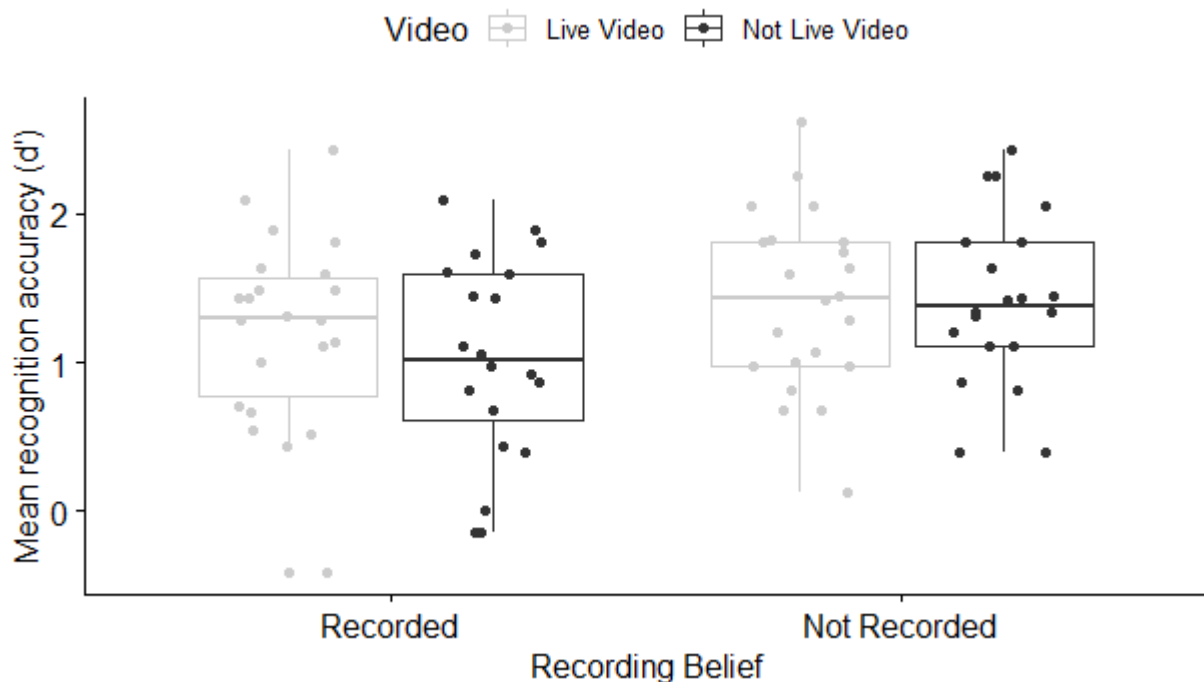 Video Live Video Not Live Video
Mean recognition accuracy (d')
2
1
0
Recorded Not Recorded
Recording Belief